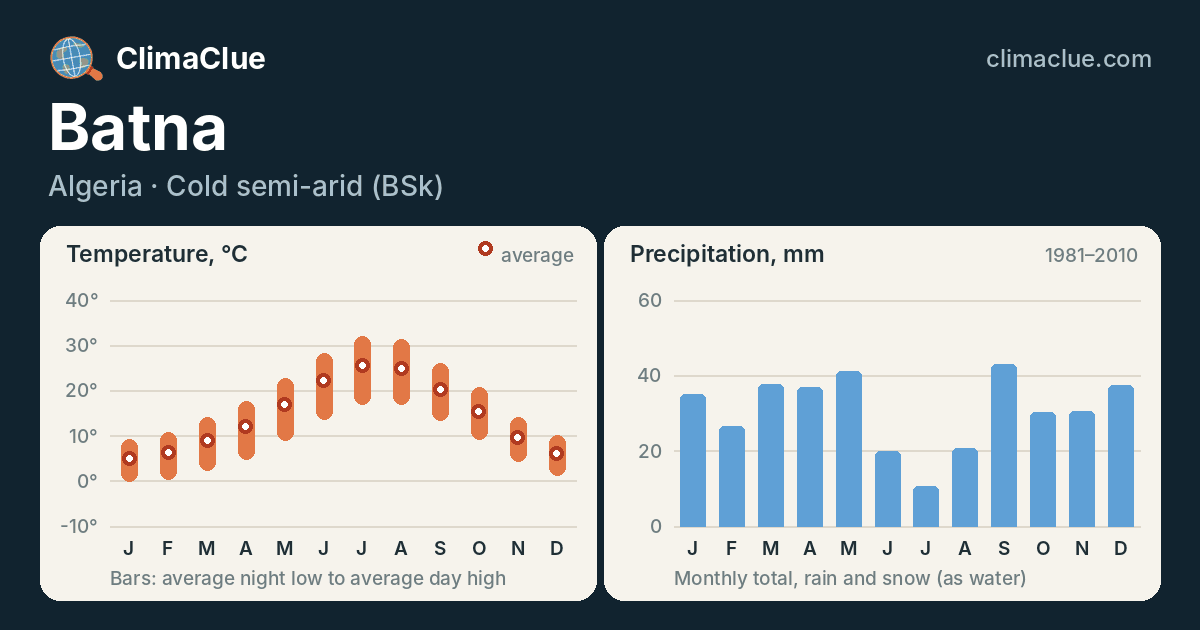 ClimaClue
climaclue.com
Batna
Algeria · Cold semi-arid (BSk)
Temperature, °C
average
40°
30°
20°
10°
0°
-10°
J F M A M J J A S O N D
Bars: average night low to average day high
Precipitation, mm
1981–2010
60
40
20
0
J F M A M J J A S O N D
Monthly total, rain and snow (as water)